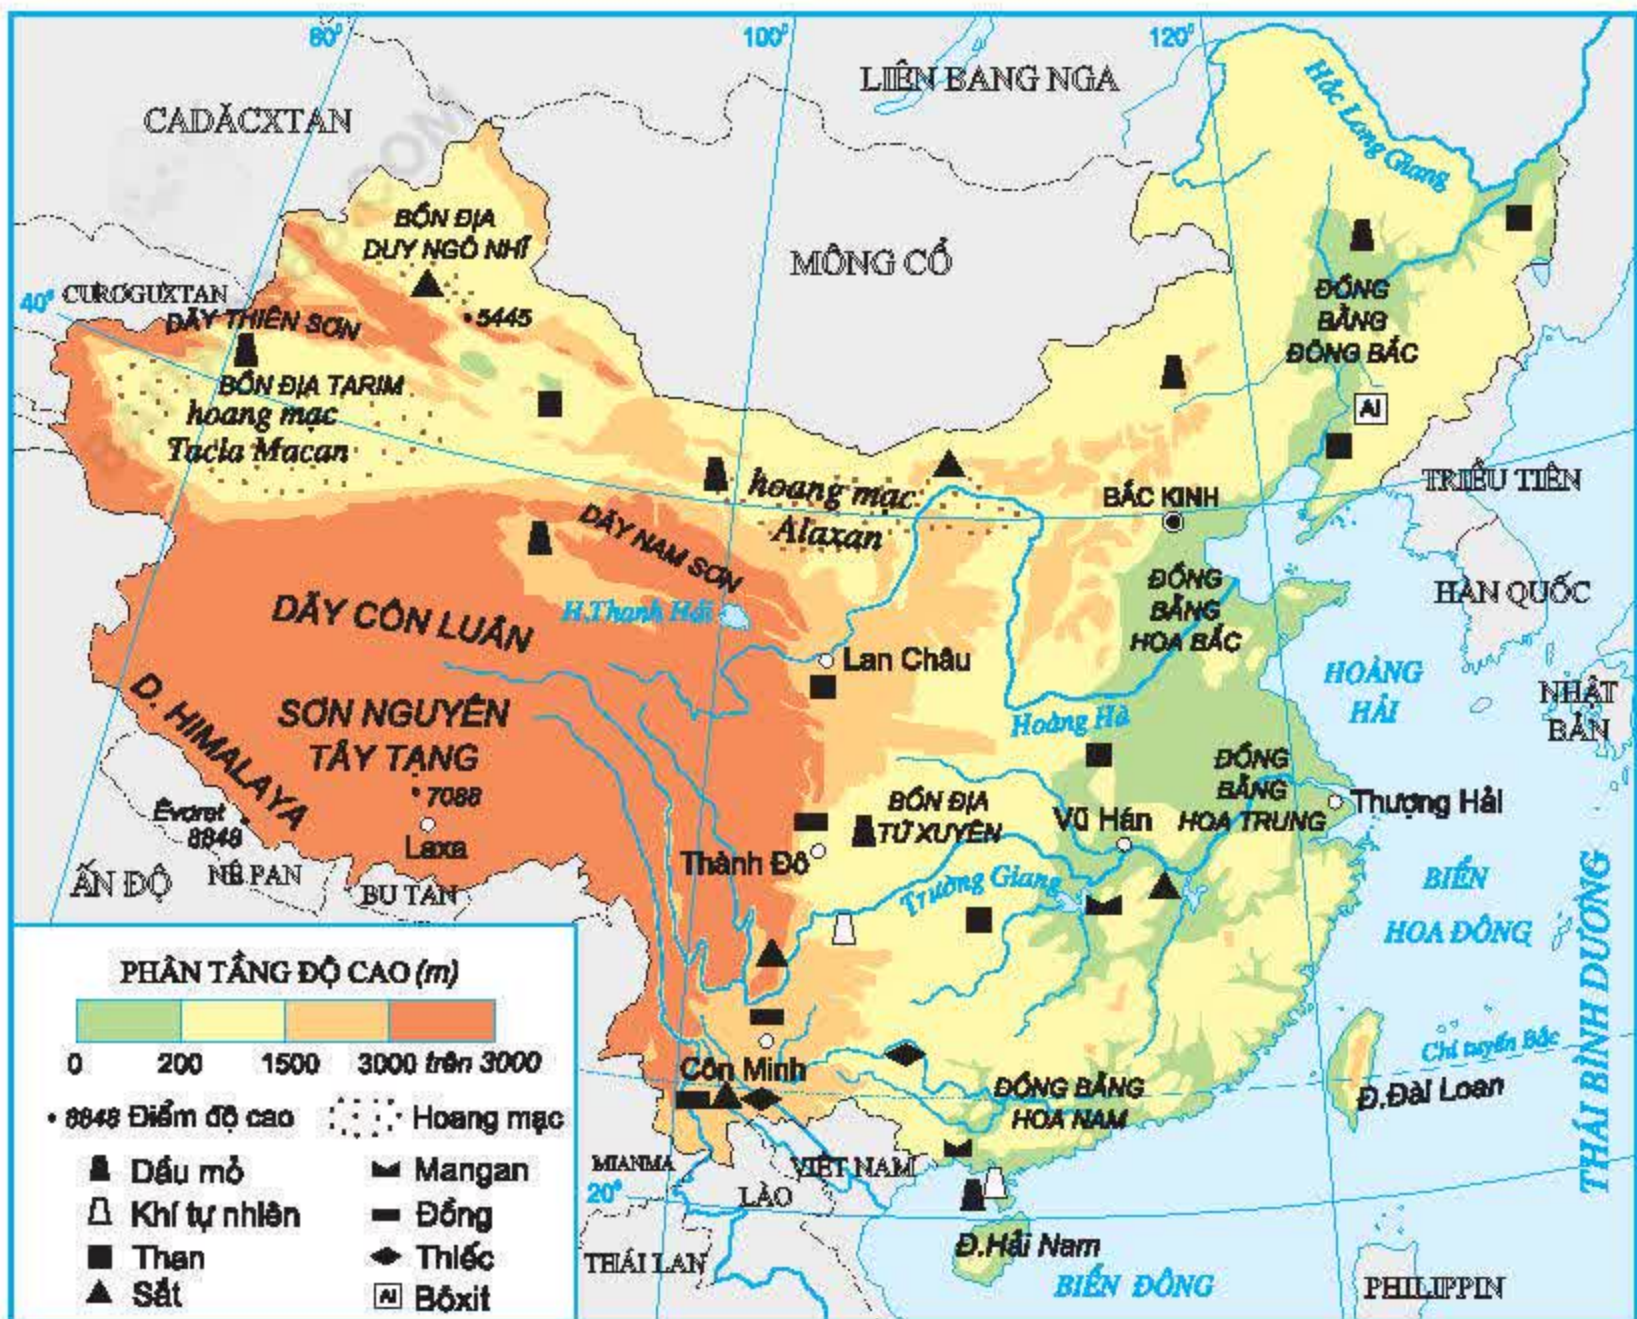 80°
100°
120°
LIÊN BANG NGA
Hắc Long Giang
CADĂCXTAN
BỒN ĐỊA
DUY NGÔ NHĨ
MÔNG CỔ
40°
CUROGUXTAN
5445
DÃY THIÊN SƠN
ĐỒNG
BẰNG
ĐÔNG BẮC
BỒN ĐỊA TARIM
hoang mạc
Tacla Macan
Al
hoang mạc
Alaxan
BẮC KINH
TRIỀU TIÊN
DÃY NAM SƠN
ĐỒNG
BẰNG
HOA BẮC
HÀN QUỐC
DÃY CÔN LUÂN
H.Thanh Hải
Lan Châu
HOÀNG
HẢI
NHẬT
BẢN
D. HIMALAYA
SƠN NGUYÊN
TÂY TẠNG
7088
Hoàng Hà
ĐỒNG
BẰNG
HOA TRUNG
Thượng Hải
Êvơret
8848
Laxa
BỒN ĐỊA
TỨ XUYÊN
Vũ Hán
Thành Đô
Trường Giang
ẤN ĐỘ
NÊ PAN
BU TAN
BIỂN
HOA ĐÔNG
THÁI BÌNH DƯƠNG
PHÂN TẦNG ĐỘ CAO (m)
0 200 1500 3000 trên 3000
• 8848 Điểm độ cao
Hoang mạc
Dầu mỏ
Mangan
Khí tự nhiên
Đồng
Than
Thiếc
Sắt
Al Bôxit
Côn Minh
ĐỒNG BẰNG
HOA NAM
Chí tuyến Bắc
Đ.Đài Loan
MIANMA
VIỆT NAM
LÀO
20°
THÁI LAN
Đ.Hải Nam
BIỂN ĐÔNG
PHILIPPIN